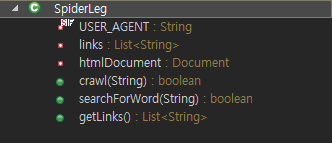 SpiderLeg
USER_AGENT : String
links : List<String>
htmlDocument : Document
crawl(String) : boolean
searchForWord(String) : boolean
getLinks() : List<String>